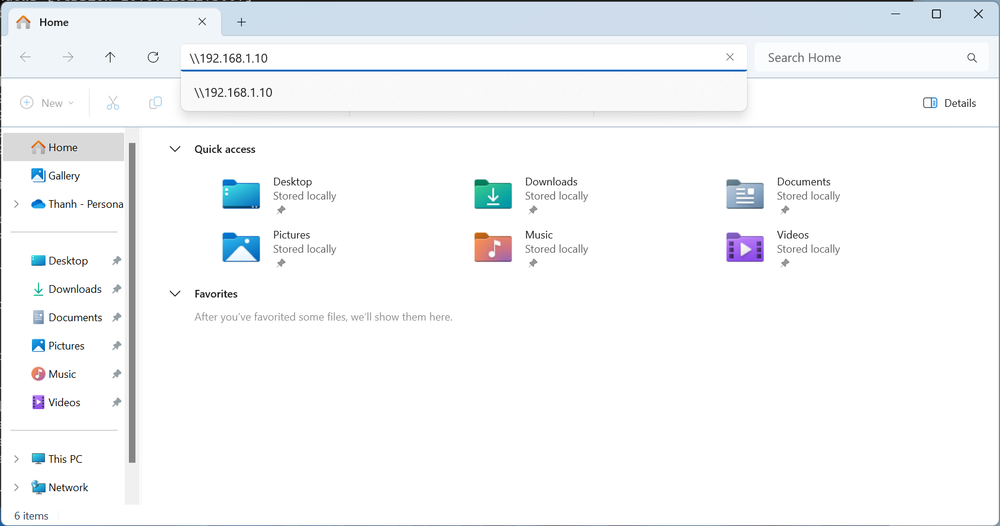 Home
\\192.168.1.10
Search Home
\\192.168.1.10
New
Details
Home
Gallery
Thanh - Persona
Desktop
Downloads
Documents
Pictures
Music
Videos
This PC
Network
Quick access
Desktop
Stored locally
Downloads
Stored locally
Documents
Stored locally
Pictures
Stored locally
Music
Stored locally
Videos
Stored locally
Favorites
After you've favorited some files, we'll show them here.
6 items